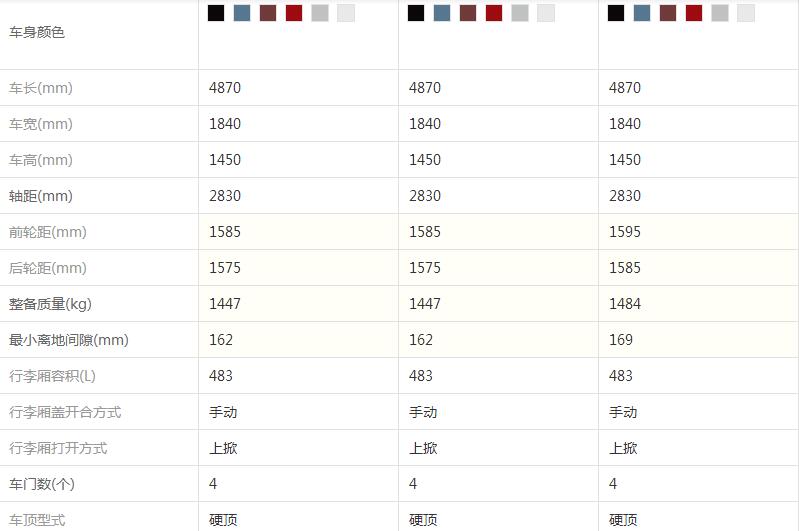 车身颜色
车长(mm) 4870 4870 4870
车宽(mm) 1840 1840 1840
车高(mm) 1450 1450 1450
轴距(mm) 2830 2830 2830
前轮距(mm) 1585 1585 1595
后轮距(mm) 1575 1575 1585
整备质量(kg) 1447 1447 1484
最小离地间隙(mm) 162 162 169
行李厢容积(L) 483 483 483
行李厢盖开合方式 手动 手动 手动
行李厢打开方式 上掀 上掀 上掀
车门数(个) 4 4 4
车顶型式 硬顶 硬顶 硬顶